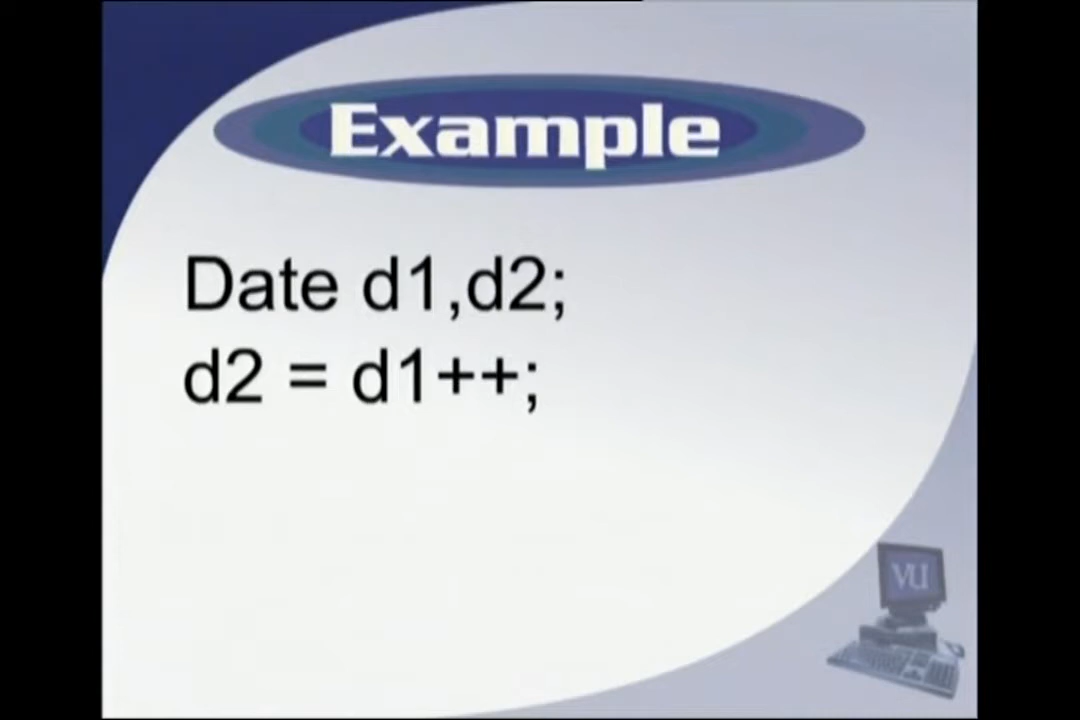 Example
Date d1,d2;
d2 = d1++;
VU